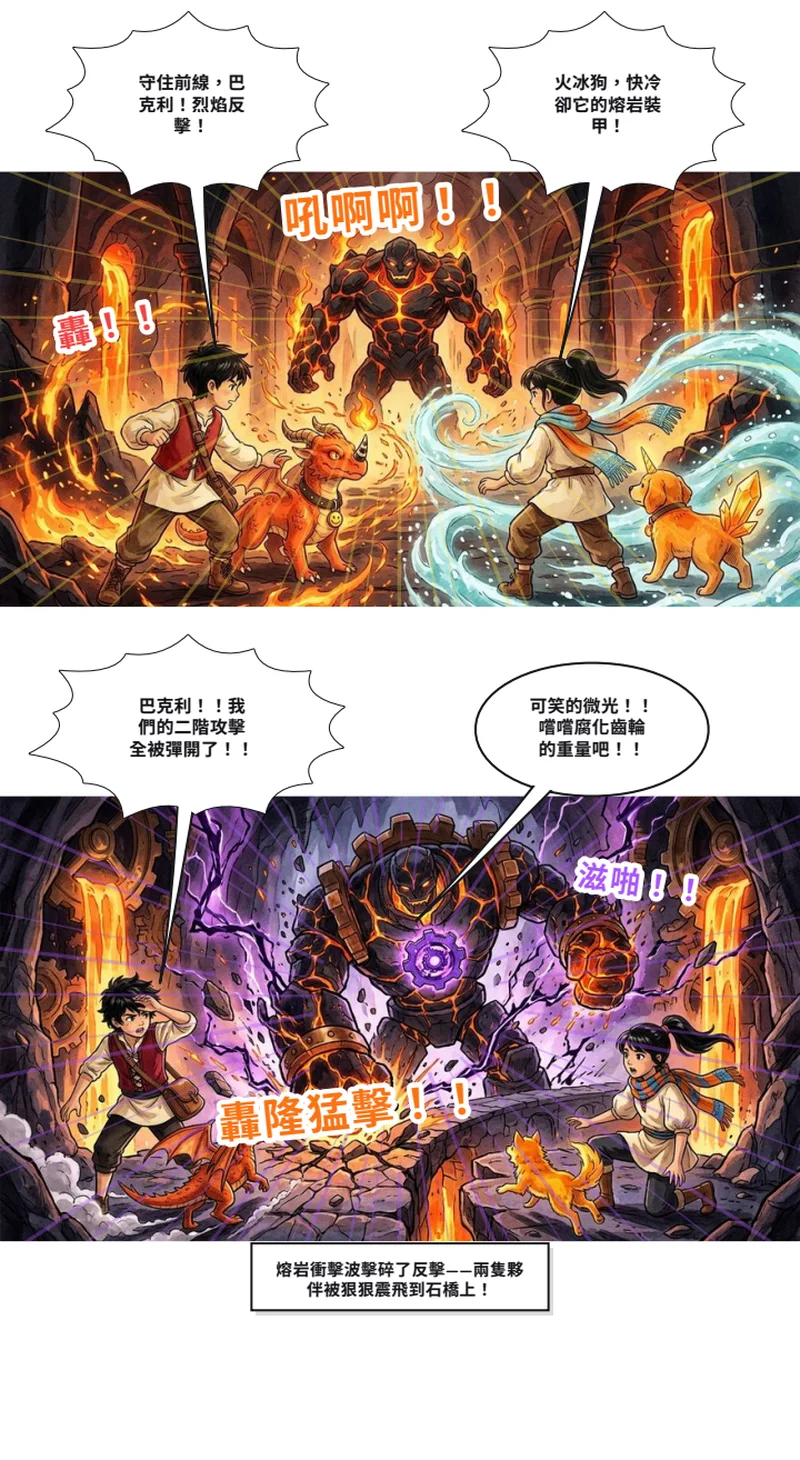 守住前線，巴
克利！烈焰反
擊！
火冰狗，快冷
卻它的熔岩裝
甲！
吼啊啊！！
轟！！
巴克利！！我
們的二階攻擊
全被彈開了！！
可笑的微光！！
嚐嚐腐化齒輪
的重量吧！！
滋啪！！
轟隆猛擊！！
熔岩衝擊波擊碎了反擊——兩隻夥
伴被狠狠震飛到石橋上！